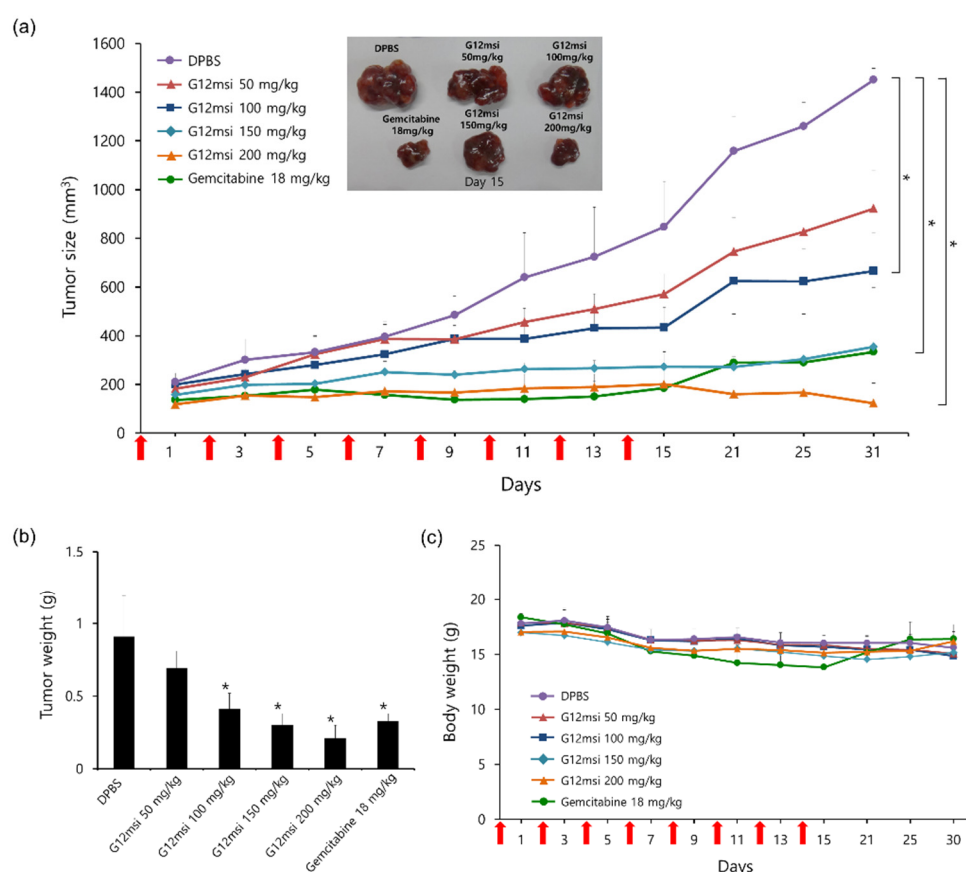 (a)
1600
1400
1200
1000
800
600
400
200
0
Tumor size (mm³)
DPBS
G12msi 50 mg/kg
G12msi 100 mg/kg
G12msi 150 mg/kg
G12msi 200 mg/kg
Gemcitabine 18 mg/kg
DPBS
G12msi
50mg/kg
G12msi
100mg/kg
Gemcitabine
18mg/kg
G12msi
150mg/kg
G12msi
200mg/kg
Day 15
*
*
*
1 3 5 7 9 11 13 15 21 25 31
Days
(b)
1.5
1
0.5
0
Tumor weight (g)
* * * *
DPBS
G12msi 50 mg/kg
G12msi 100 mg/kg
G12msi 150 mg/kg
G12msi 200 mg/kg
Gemcitabine 18 mg/kg
(c)
25
20
15
10
5
0
Body weight (g)
DPBS
G12msi 50 mg/kg
G12msi 100 mg/kg
G12msi 150 mg/kg
G12msi 200 mg/kg
Gemcitabine 18 mg/kg
1 3 5 7 9 11 13 15 21 25 30
Days